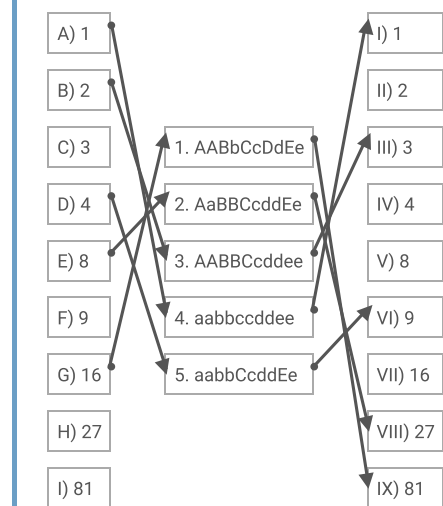 A) 1
B) 2
C) 3
D) 4
E) 8
F) 9
G) 16
H) 27
I) 81
1. AABbCcDdEe
2. AaBBCcddEe
3. AABBCcddee
4. aabbccddee
5. aabbCcddEe
I) 1
II) 2
III) 3
IV) 4
V) 8
VI) 9
VII) 16
VIII) 27
IX) 81